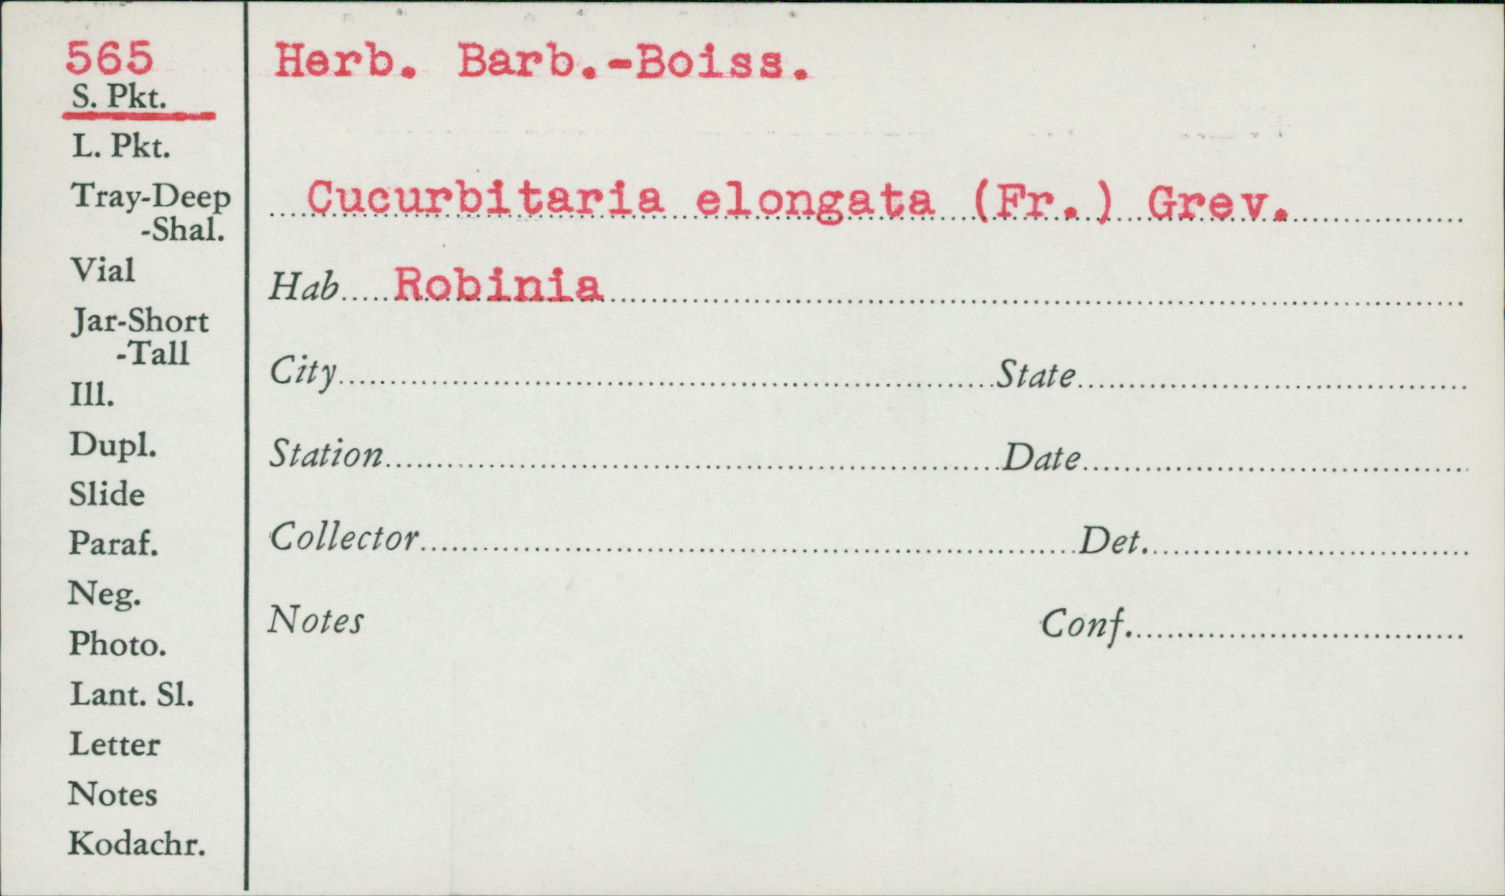 565
S. Pkt.
L. Pkt.
Tray-Deep
-Shal.
Vial
Jar-Short
-Tall
Ill.
Dupl.
Slide
Paraf.
Neg.
Photo.
Lant. Sl.
Letter
Notes
Kodachr.
Herb. Barb.-Boiss.
Cucurbitaria elongata (Fr.) Grev.
Hab Robinia
City State
Station Date
Collector Det.
Notes Conf.